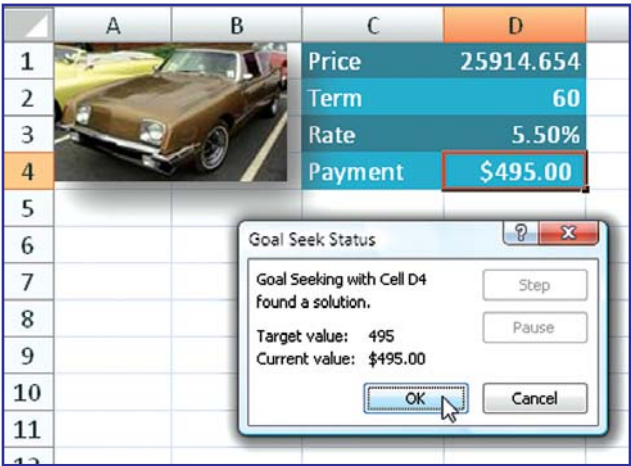 A B C D
1 Price 25914.654
2 Term 60
3 Rate 5.50%
4 Payment $495.00
5
6
7
8
9
10
11
Goal Seek Status
?
Goal Seeking with Cell D4
found a solution.
Step
Target value: 495
Pause
Current value: $495.00
OK Cancel